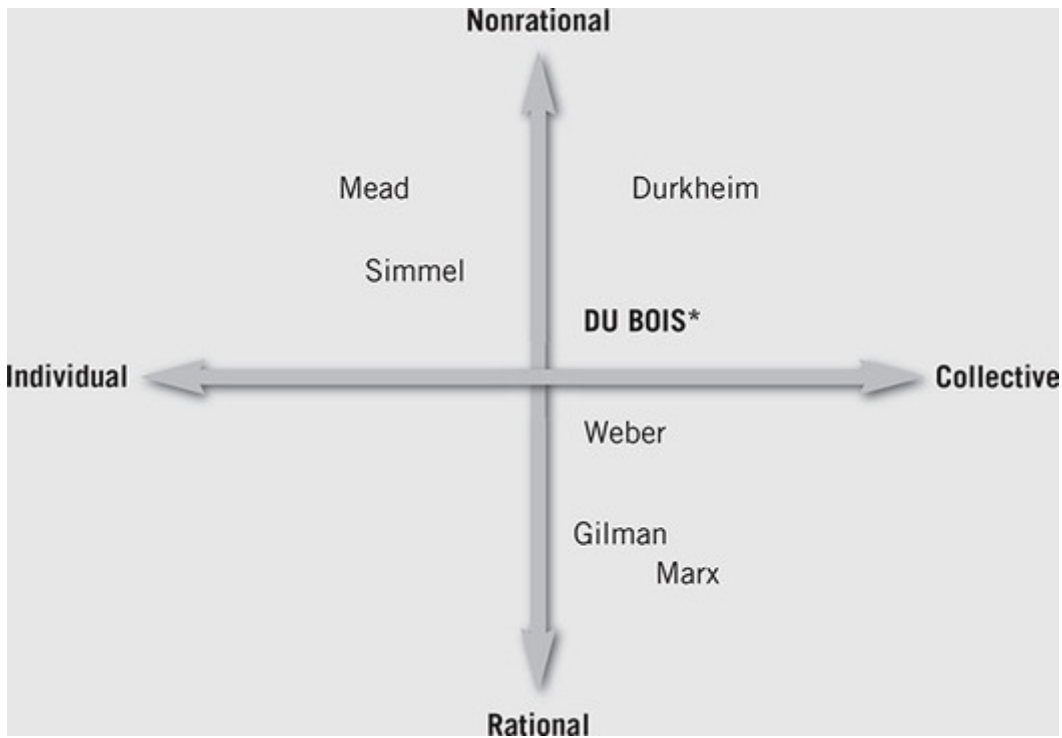 Nonrational
Mead
Durkheim
Simmel
DU BOIS*
Individual
Collective
Weber
Gilman
Marx
Rational